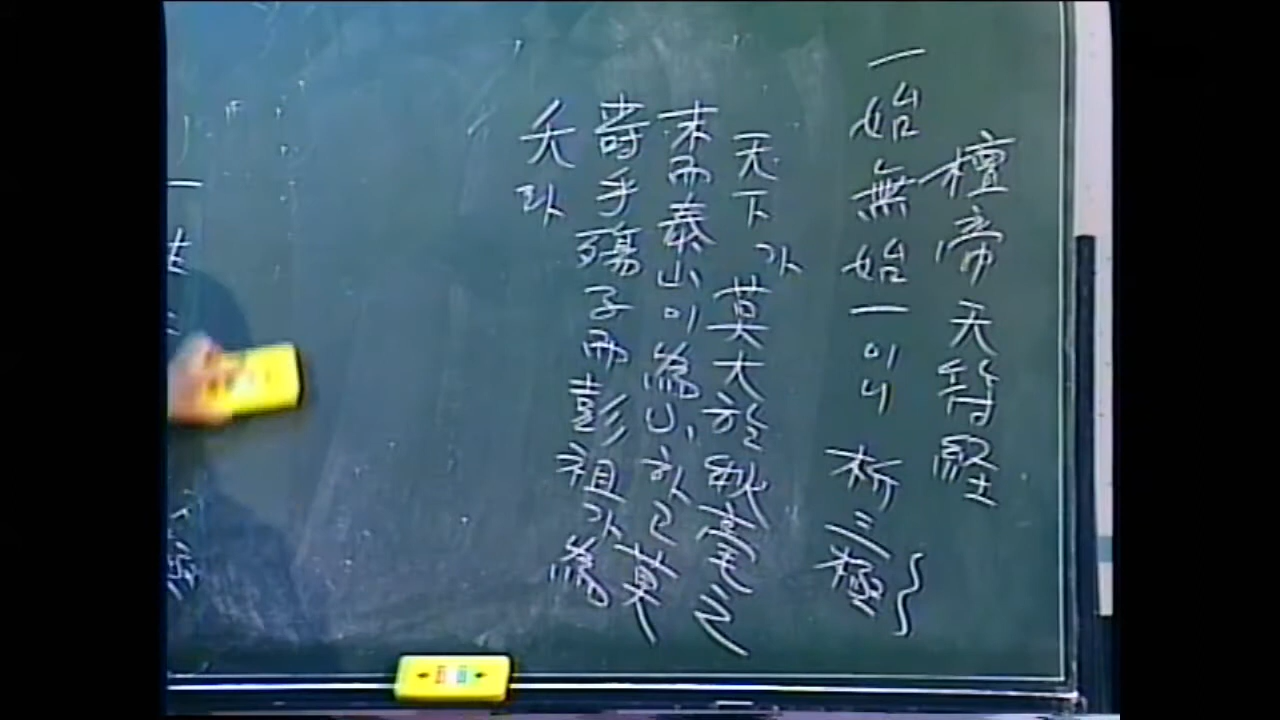 檀帝天符経
一始無始一이니 析三極
天下가 莫大於秋毫之
末而泰山이 爲小하고 莫
壽乎殤子而彭祖가 爲
夭라